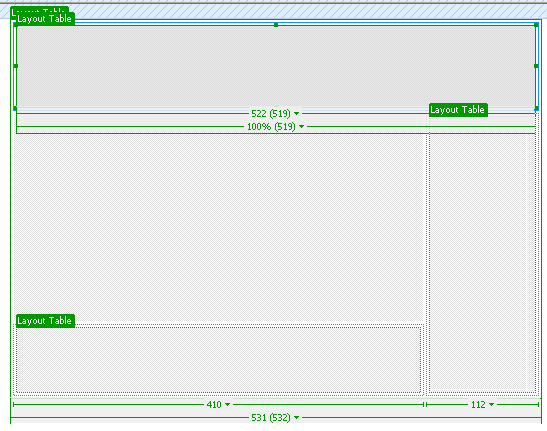 Layout Table
Layout Table
522 (519)
Layout Table
100% (519)
Layout Table
410
112
531 (532)